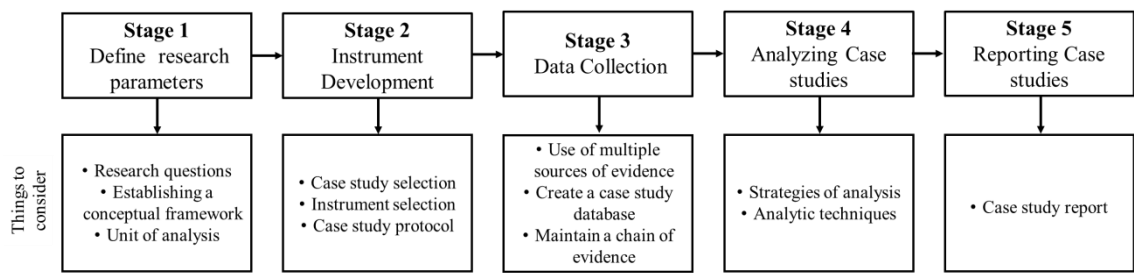 Stage 1
Define research
parameters
Stage 2
Instrument
Development
Stage 3
Data Collection
Stage 4
Analyzing Case
studies
Stage 5
Reporting Case
studies
Things to
consider
• Research questions
• Establishing a
conceptual framework
• Unit of analysis
• Case study selection
• Instrument selection
• Case study protocol
• Use of multiple
sources of evidence
• Create a case study
database
• Maintain a chain of
evidence
• Strategies of analysis
• Analytic techniques
• Case study report